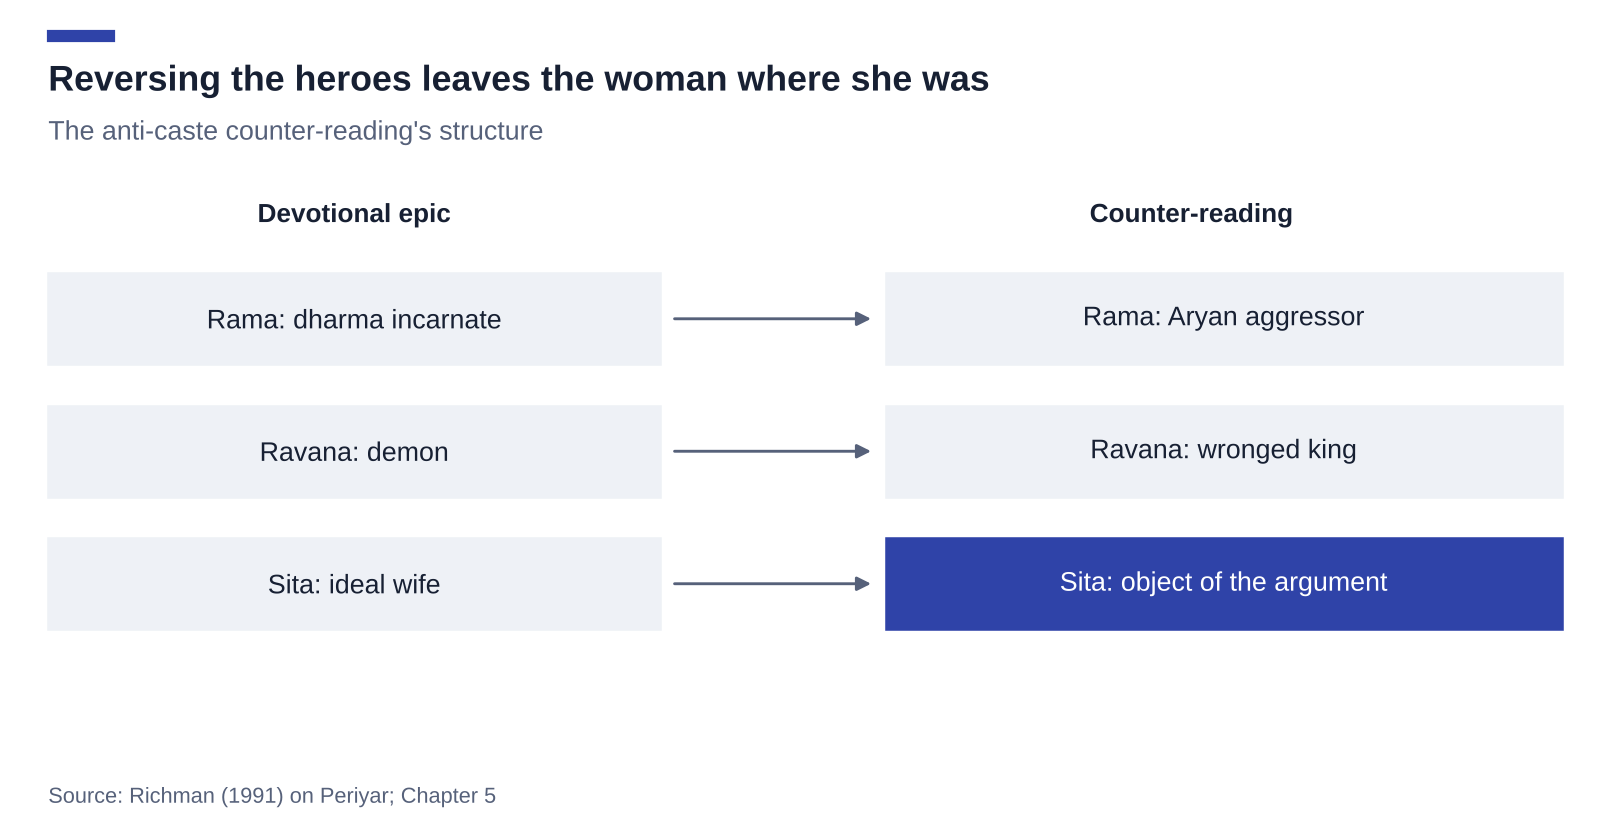 Reversing the heroes leaves the woman where she was
The anti-caste counter-reading's structure
Devotional epic
Counter-reading
Rama: dharma incarnate
Rama: Aryan aggressor
Ravana: demon
Ravana: wronged king
Sita: ideal wife
Sita: object of the argument
Source: Richman (1991) on Periyar; Chapter 5